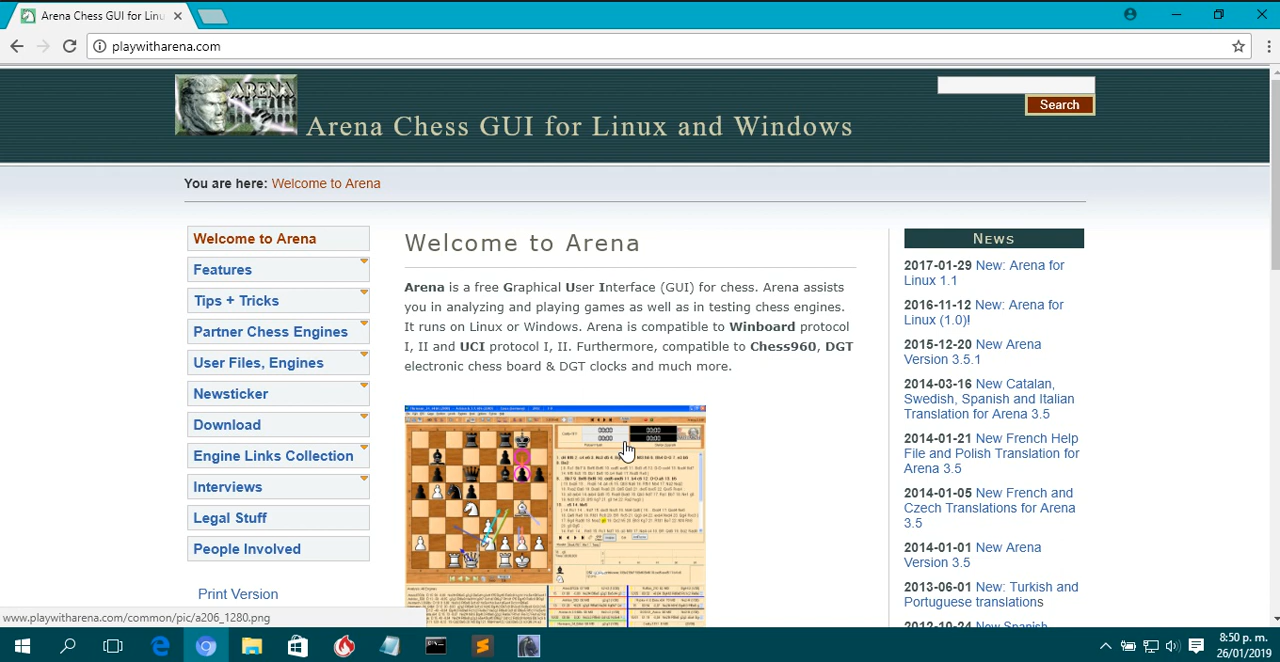 Arena Chess GUI for Linu
playwitharena.com
ARENA
Arena Chess GUI for Linux and Windows
Search
You are here: Welcome to Arena
Welcome to Arena
Features
Tips + Tricks
Partner Chess Engines
User Files, Engines
Newsticker
Download
Engine Links Collection
Interviews
Legal Stuff
People Involved
Print Version
Welcome to Arena
Arena is a free Graphical User Interface (GUI) for chess. Arena assists
you in analyzing and playing games as well as in testing chess engines.
It runs on Linux or Windows. Arena is compatible to Winboard protocol
I, II and UCI protocol I, II. Furthermore, compatible to Chess960, DGT
electronic chess board & DGT clocks and much more.
News
2017-01-29 New: Arena for
Linux 1.1
2016-11-12 New: Arena for
Linux (1.0)!
2015-12-20 New Arena
Version 3.5.1
2014-03-16 New Catalan,
Swedish, Spanish and Italian
Translation for Arena 3.5
2014-01-21 New French Help
File and Polish Translation for
Arena 3.5
2014-01-05 New French and
Czech Translations for Arena
3.5
2014-01-01 New Arena
Version 3.5
2013-06-01 New: Turkish and
Portuguese translations
2012-10-24 New Spanish
www.playwitharena.com/common/pic/a200_1280.png
8:50 p. m.
26/01/2019